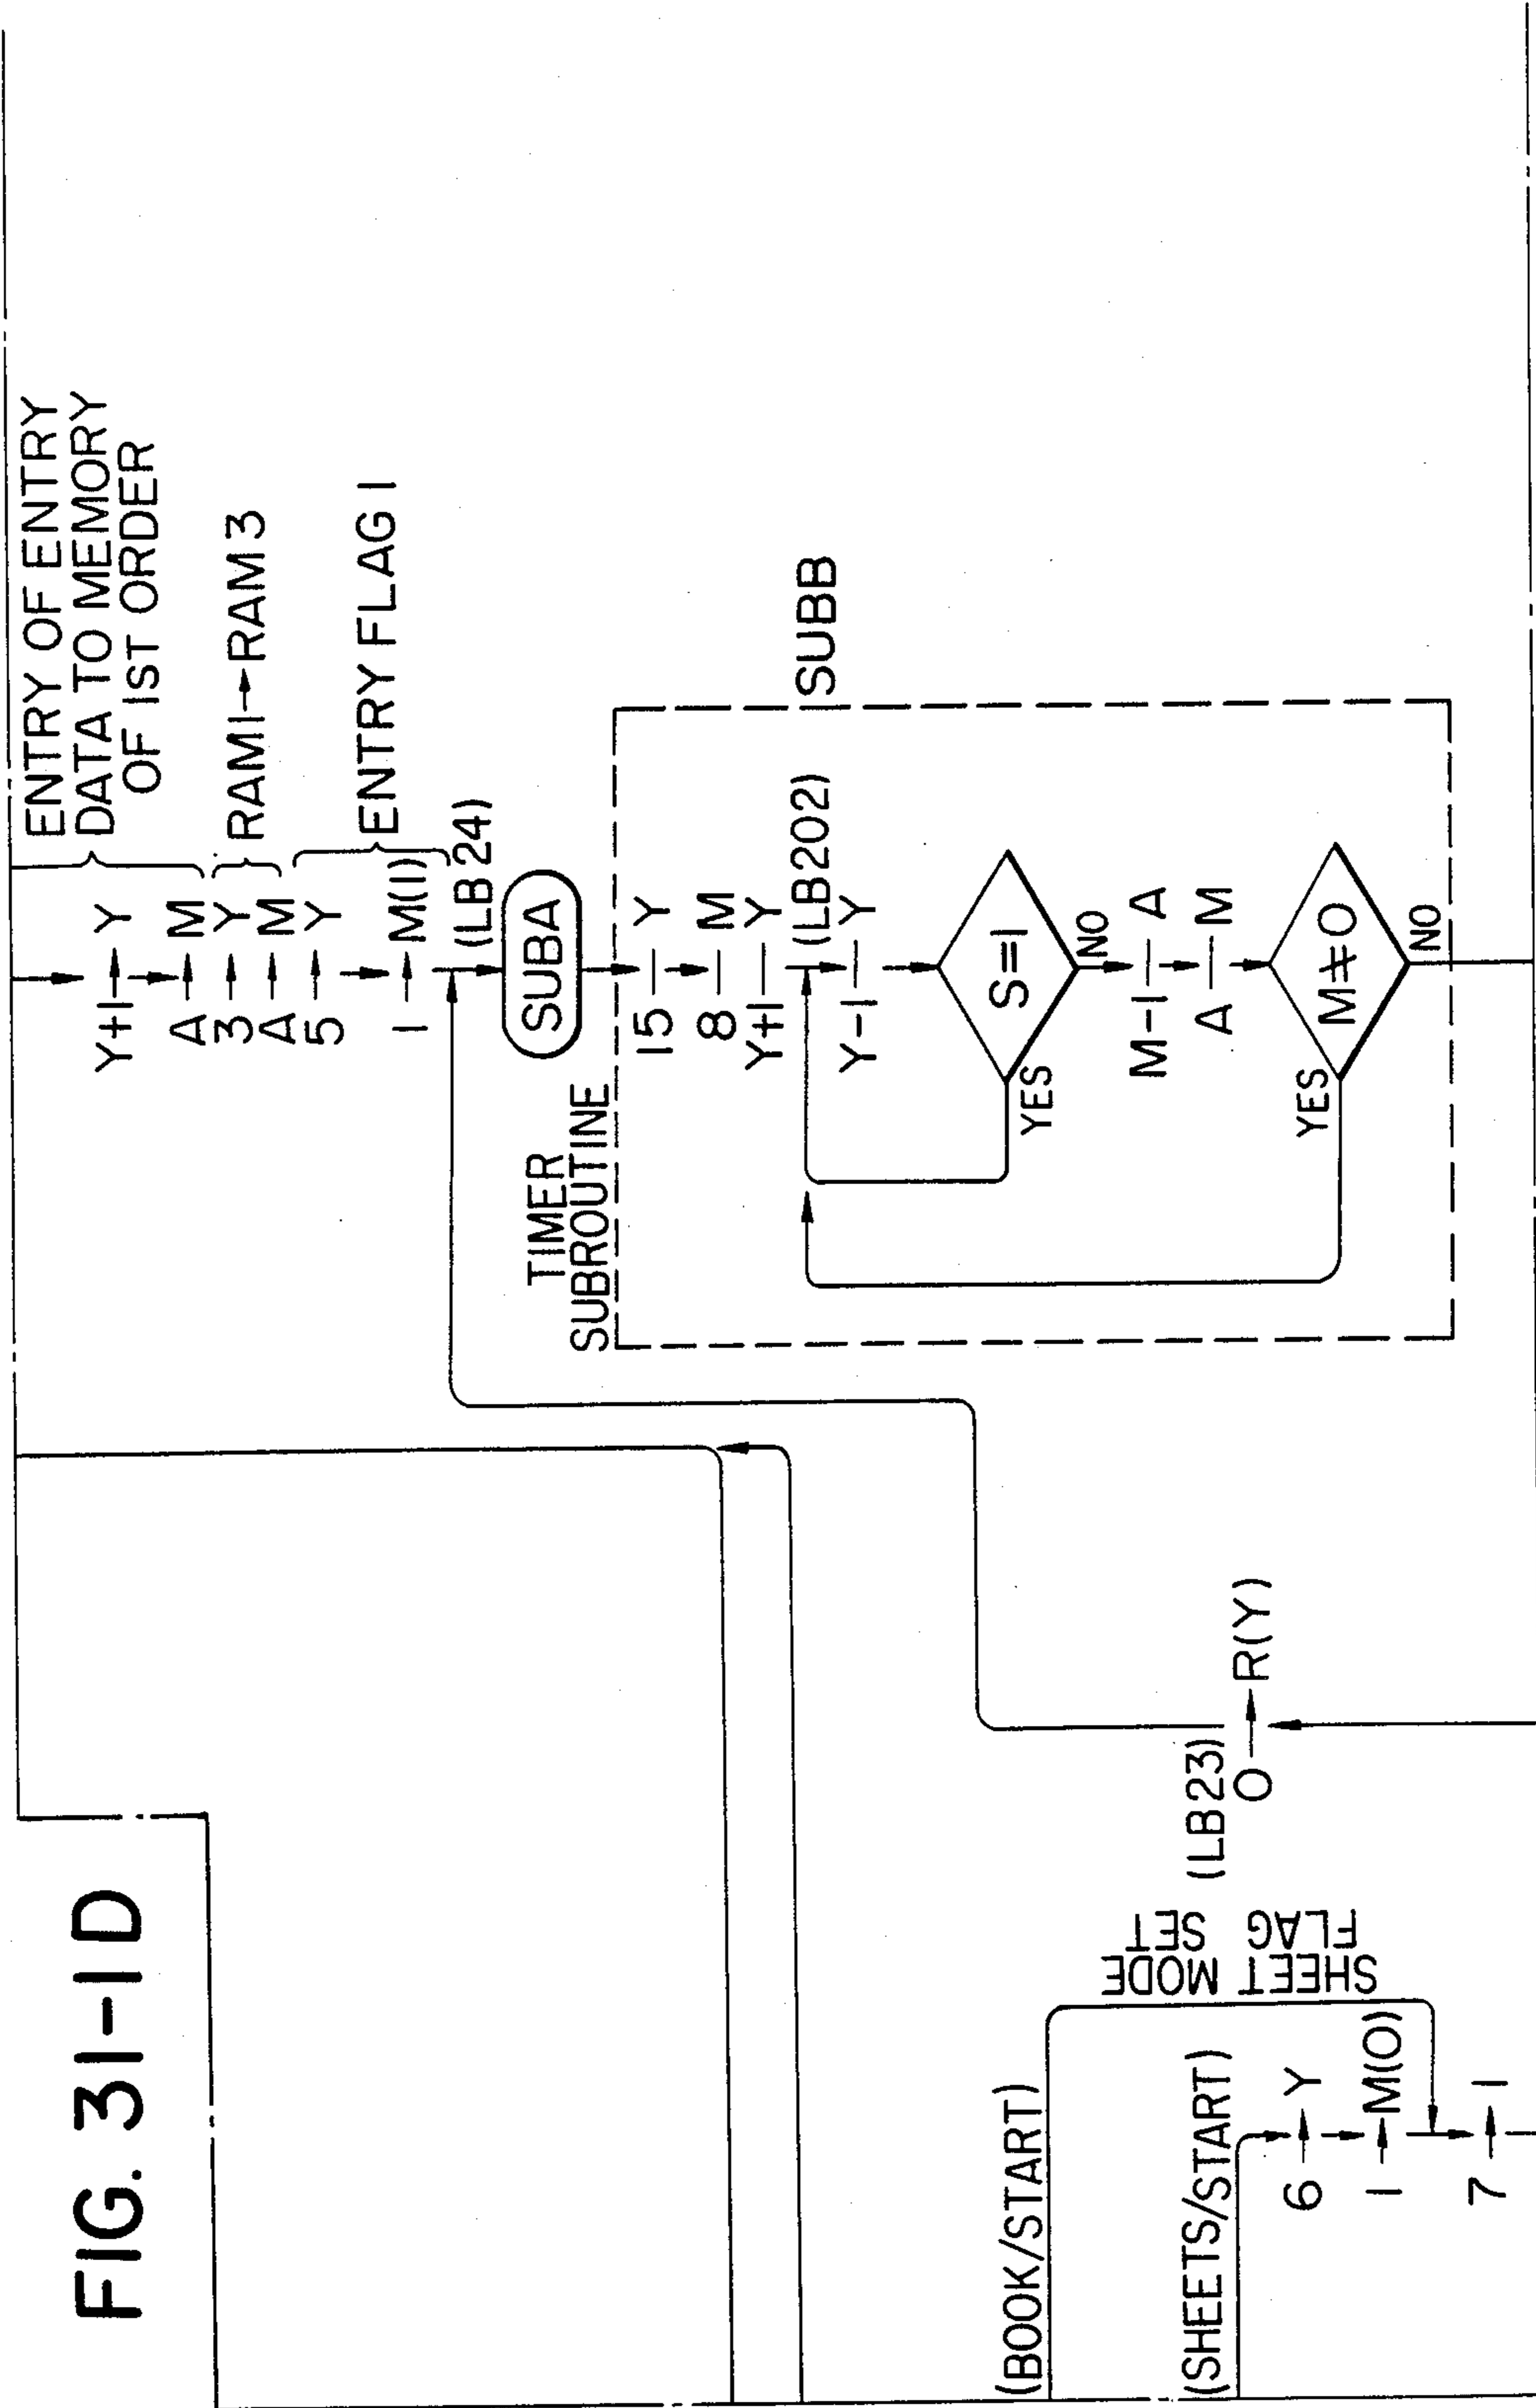 FIG. 31-1D
ENTRY OF ENTRY
DATA TO MEMORY
OF 1ST ORDER
Y+1→Y
A→M
3→Y
RAM1→RAM3
A→M
5→Y
ENTRY FLAG 1
1→M(1)
(LB 24)
SUBA
TIMER
SUBROUTINE
SUBB
15—Y
8—M
Y+1—Y
(LB202)
Y-1—Y
S=1
YES
NO
M-1—A
A—M
M≠0
YES
NO
(LB23)
0→R(Y)
(BOOK/START)
SHEET MODE
FLAG SET
(SHEETS/START)
6→Y
1→M(0)
7→1